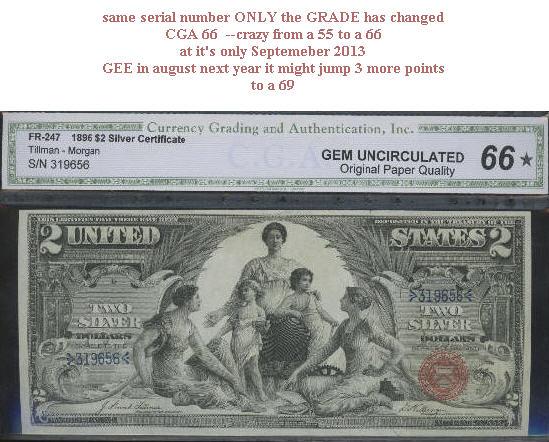 same serial number ONLY the GRADE has changed
CGA 66 --crazy from a 55 to a 66
at it's only Septemeber 2013
GEE in august next year it might jump 3 more points
to a 69
Currency Grading and Authentication, Inc.
FR-247 1896 $2 Silver Certificate
Tillman - Morgan
S/N 319656
C.G.A
GEM UNCIRCULATED 66★
Original Paper Quality
2 UNITED STATES 2
319656
TWO SILVER DOLLARS
TWO SILVER DOLLARS
319656